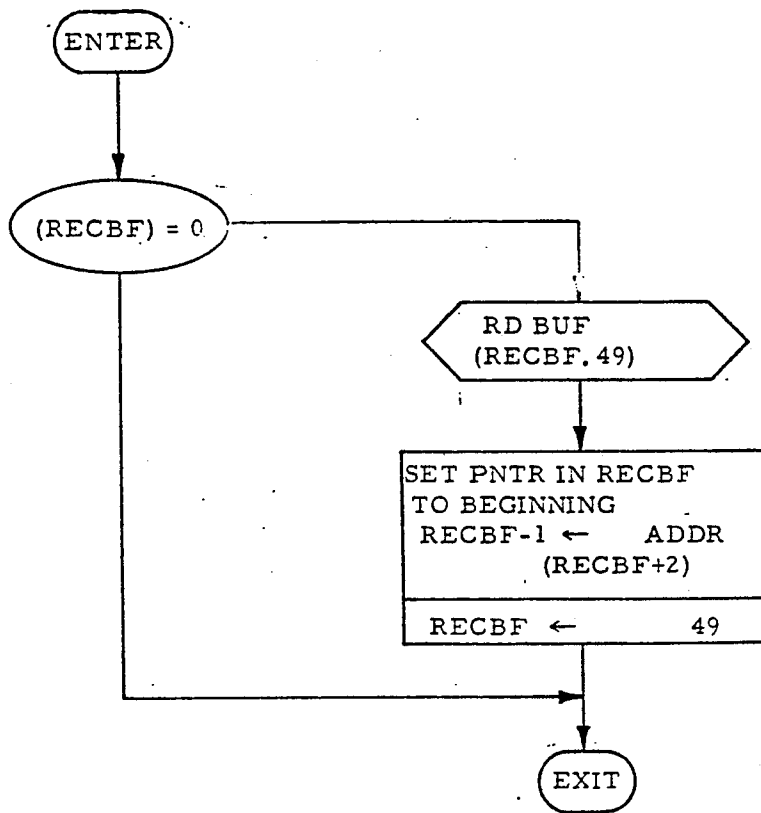 ENTER
(RECBF) = 0
RD BUF
(RECBF. 49)
SET PNTR IN RECBF
TO BEGINNING
RECBF-1 ← ADDR
(RECBF+2)
RECBF ← 49
EXIT